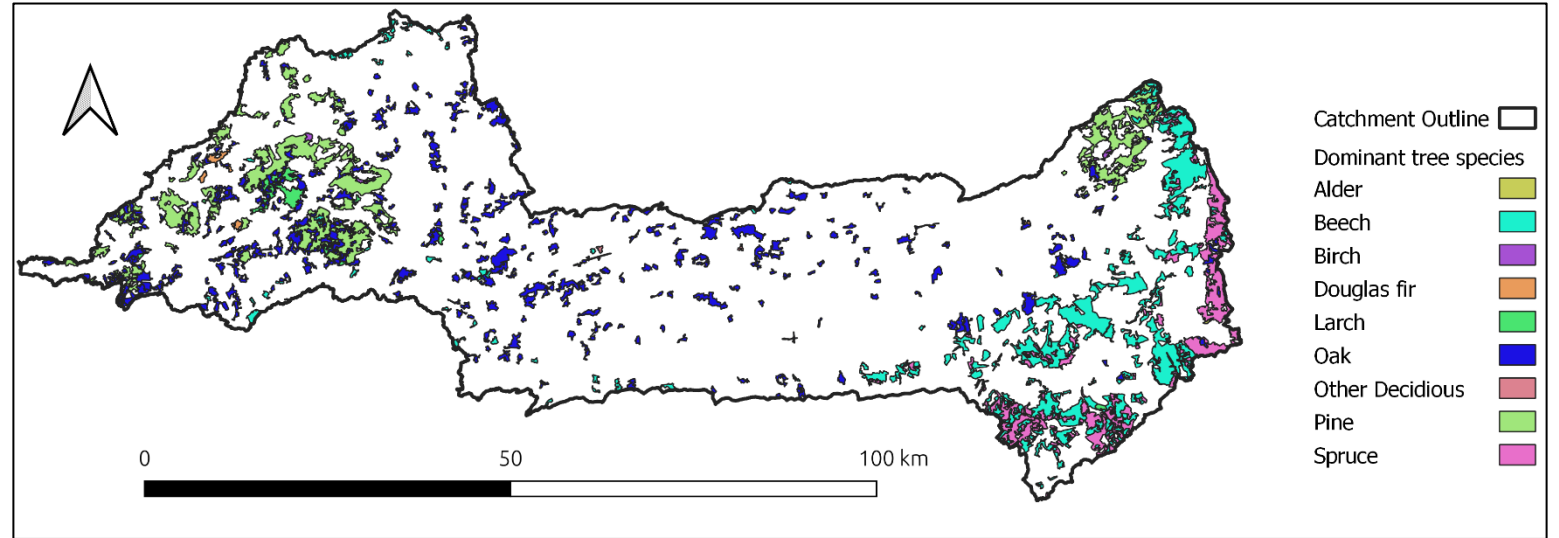 Catchment Outline
Dominant tree species
Alder
Beech
Birch
Douglas fir
Larch
Oak
Other Decidious
Pine
Spruce
0 50 100 km